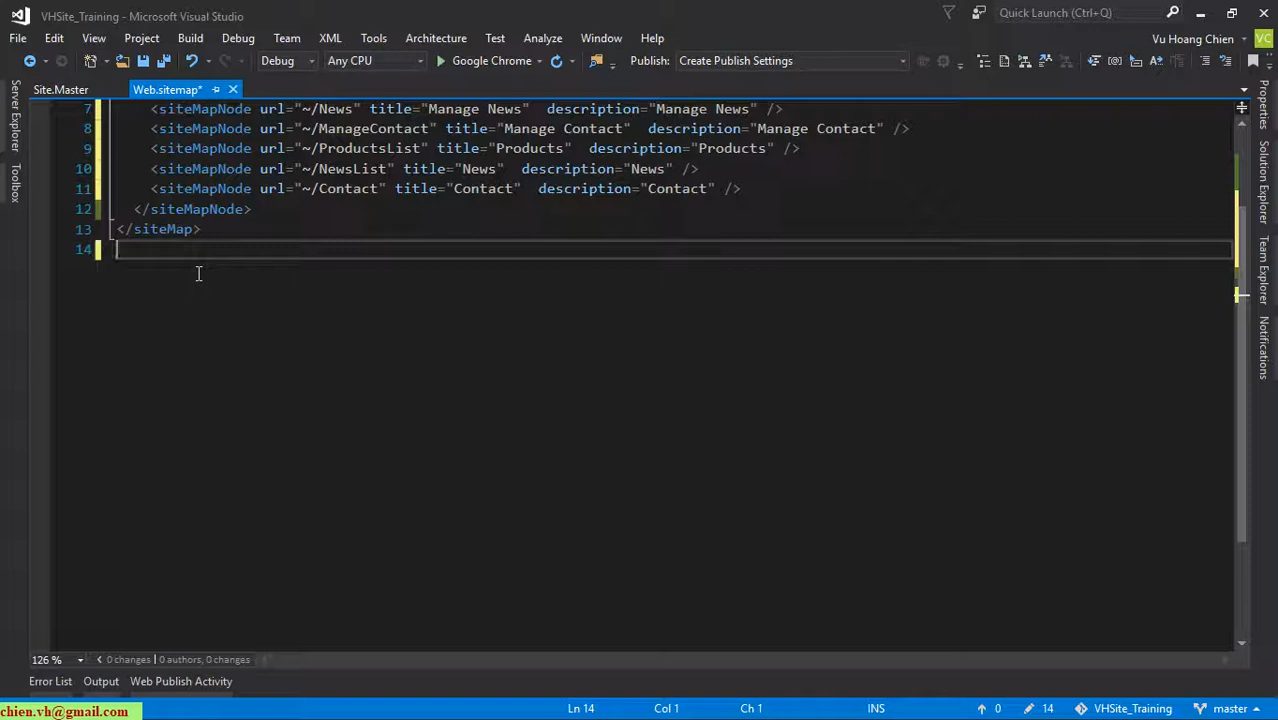 VHSite_Training - Microsoft Visual Studio
Quick Launch (Ctrl+Q)
File Edit View Project Build Debug Team XML Tools Architecture Test Analyze Window Help
Vu Hoang Chien VC
Debug Any CPU Google Chrome Publish: Create Publish Settings
Site.Master Web.sitemap*
Server Explorer
Toolbox
7 <siteMapNode url="~/News" title="Manage News"  description="Manage News" />
8 <siteMapNode url="~/ManageContact" title="Manage Contact"  description="Manage Contact" />
9 <siteMapNode url="~/ProductsList" title="Products"  description="Products" />
10 <siteMapNode url="~/NewsList" title="News"  description="News" />
11 <siteMapNode url="~/Contact" title="Contact"  description="Contact" />
12 </siteMapNode>
13 </siteMap>
14
Properties
Solution Explorer
Team Explorer
Notifications
126 % 0 changes | 0 authors, 0 changes
Error List Output Web Publish Activity
Ln 14 Col 1 Ch 1 INS 0 14 VHSite_Training master
chien.vh@gmail.com